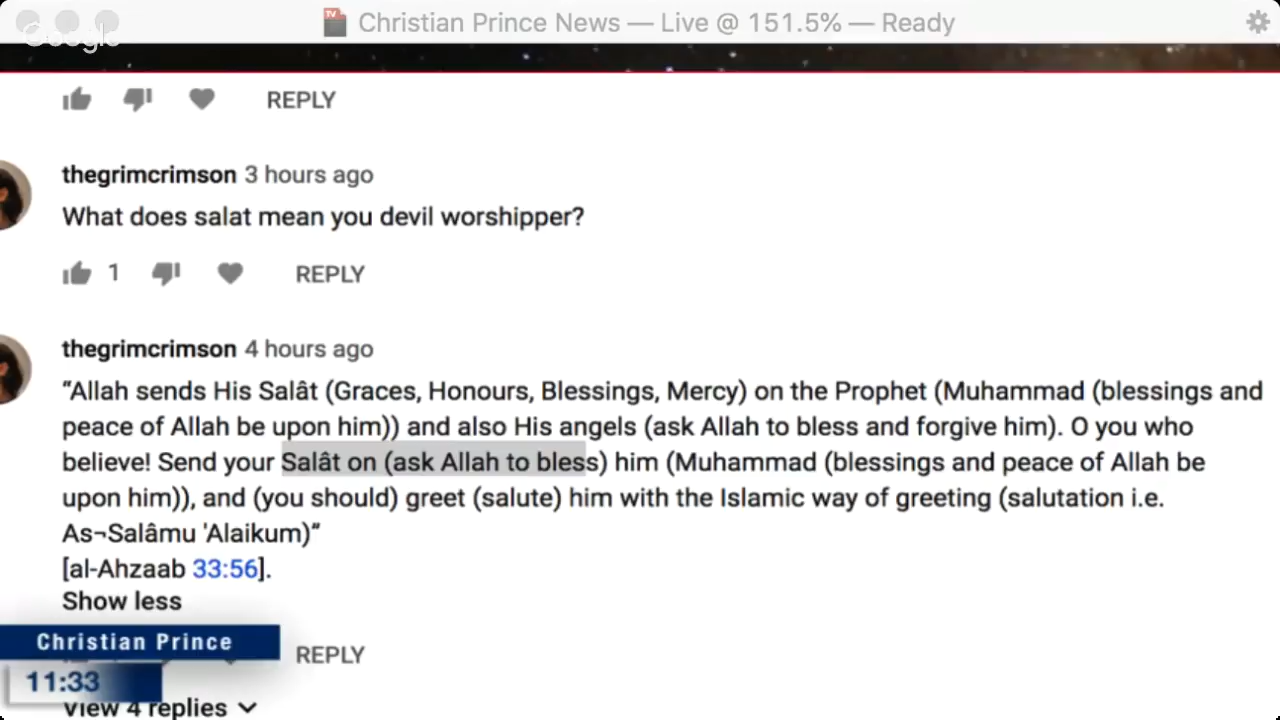 Christian Prince News — Live @ 151.5% — Ready
Google
REPLY
thegrimcrimson 3 hours ago
What does salat mean you devil worshipper?
1 REPLY
thegrimcrimson 4 hours ago
“Allah sends His Salât (Graces, Honours, Blessings, Mercy) on the Prophet (Muhammad (blessings and
peace of Allah be upon him)) and also His angels (ask Allah to bless and forgive him). O you who
believe! Send your Salât on (ask Allah to bless) him (Muhammad (blessings and peace of Allah be
upon him)), and (you should) greet (salute) him with the Islamic way of greeting (salutation i.e.
As¬Salâmu 'Alaikum)”
[al-Ahzaab 33:56].
Show less
Christian Prince
REPLY
11:33
View 4 replies